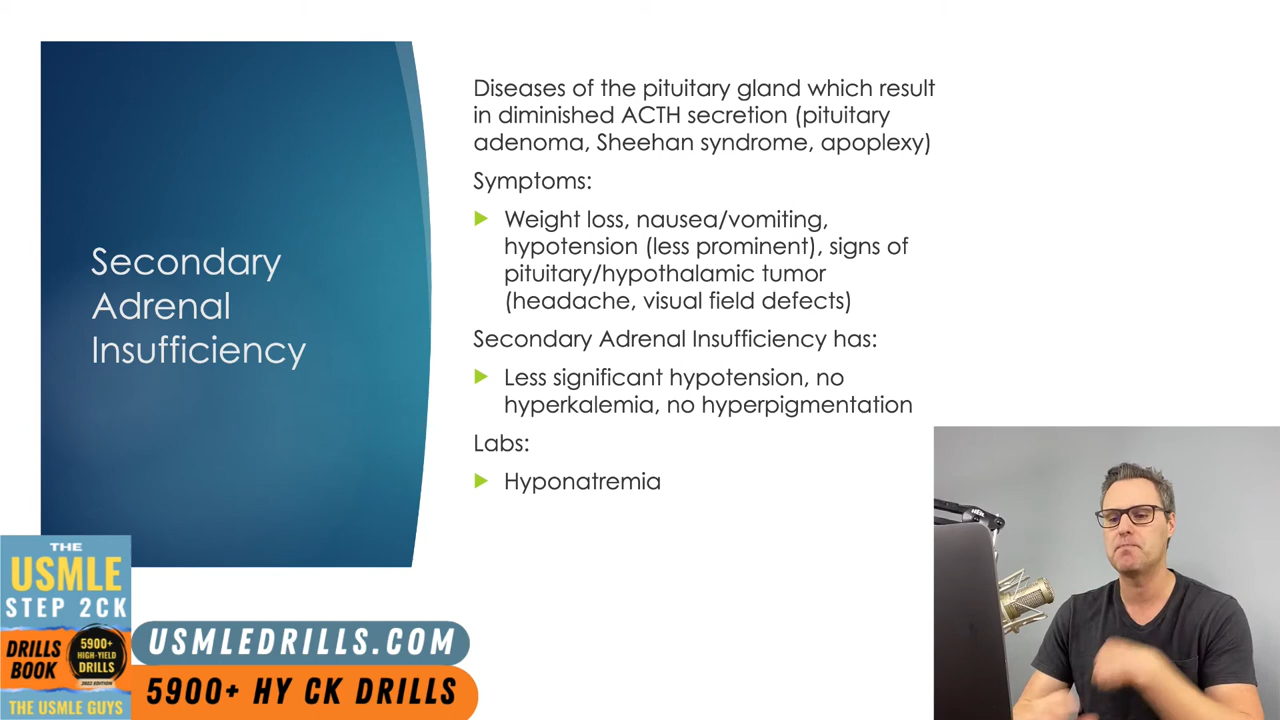 Secondary
Adrenal
Insufficiency
Diseases of the pituitary gland which result
in diminished ACTH secretion (pituitary
adenoma, Sheehan syndrome, apoplexy)
Symptoms:
Weight loss, nausea/vomiting,
hypotension (less prominent), signs of
pituitary/hypothalamic tumor
(headache, visual field defects)
Secondary Adrenal Insufficiency has:
Less significant hypotension, no
hyperkalemia, no hyperpigmentation
Labs:
Hyponatremia
THE
USMLE
STEP 2CK
DRILLS
BOOK
5900+
HIGH-YIELD
DRILLS
2022 EDITION
THE USMLE GUYS
USMLEDRILLS.COM
5900+ HY CK DRILLS
HEIL